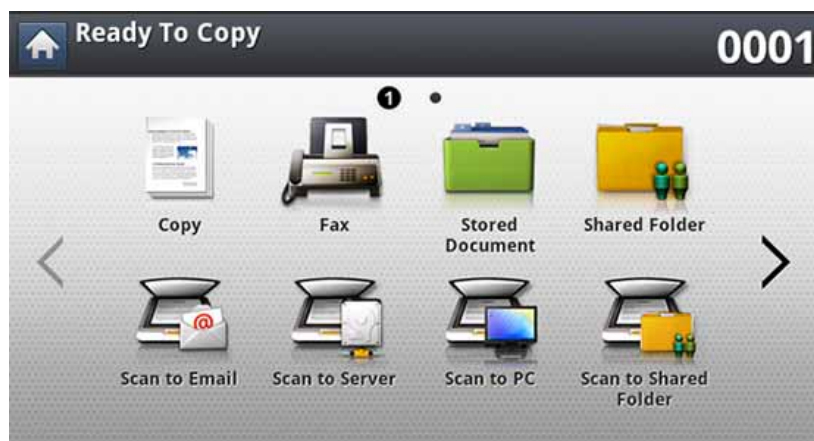 Ready To Copy
0001
1
Copy
Fax
Stored
Document
Shared Folder
@
Scan to Email
Scan to Server
Scan to PC
Scan to Shared
Folder